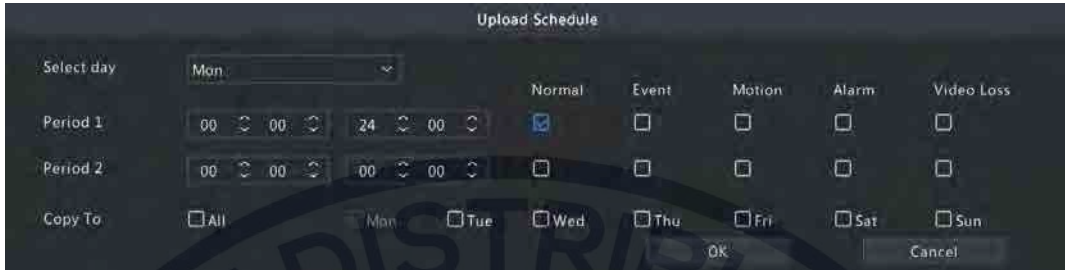 Upload Schedule
Select day Mon.
Normal Event Motion Alarm Video Loss
Period 1 00 00 24 00
Period 2 00 00 00 00
Copy To All Mon Tue Wed Thu Fri Sat Sun
OK Cancel
DISTRI